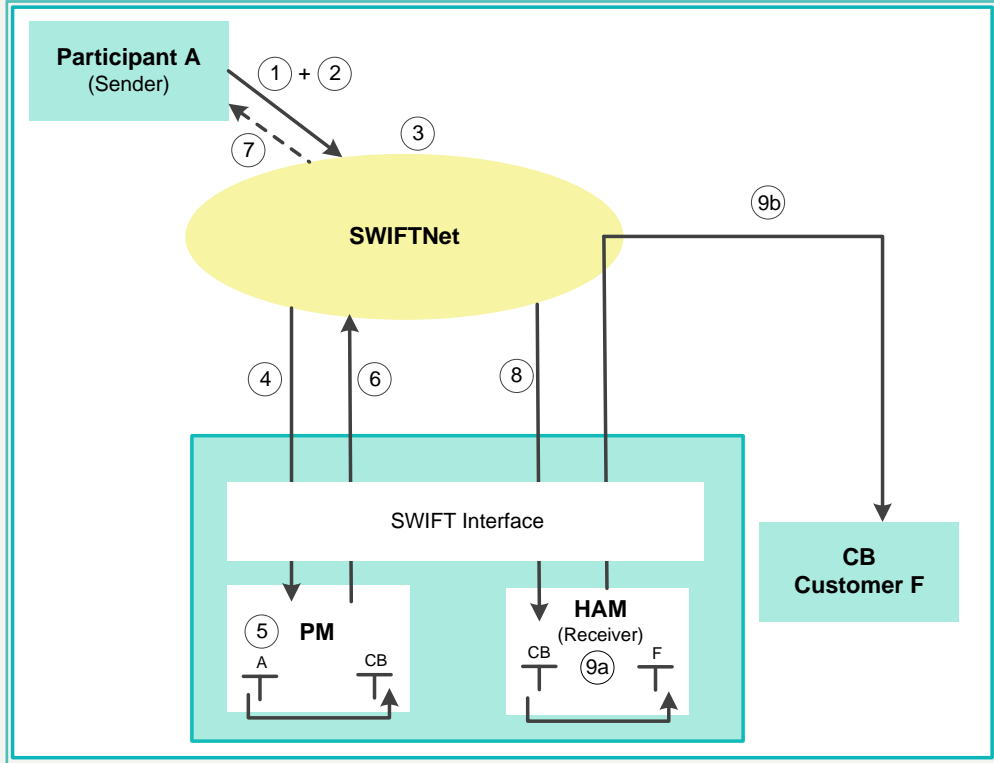 Participant A
(Sender)
1 + 2
3
7
SWIFTNet
9b
4
6
8
SWIFT Interface
CB
Customer F
5
PM
A
CB
HAM
(Receiver)
CB
9a
F